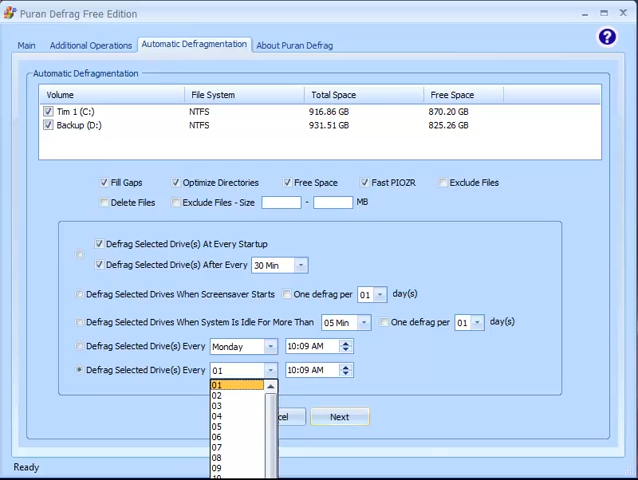 Puran Defrag Free Edition
Main Additional Operations Automatic Defragmentation About Puran Defrag
?
Automatic Defragmentation
Volume File System Total Space Free Space
Tim 1 (C:) NTFS 916.86 GB 870.20 GB
Backup (D:) NTFS 931.51 GB 825.26 GB
Fill Gaps Optimize Directories Free Space Fast PIOZR Exclude Files
Delete Files Exclude Files - Size - MB
Defrag Selected Drive(s) At Every Startup
Defrag Selected Drive(s) After Every 30 Min
Defrag Selected Drives When Screensaver Starts One defrag per 01 day(s)
Defrag Selected Drives When System Is Idle For More Than 05 Min One defrag per 01 day(s)
Defrag Selected Drive(s) Every Monday 10:09 AM
Defrag Selected Drive(s) Every 01 10:09 AM
01
02
03
04
05
06
07
08
09
cel Next
Ready